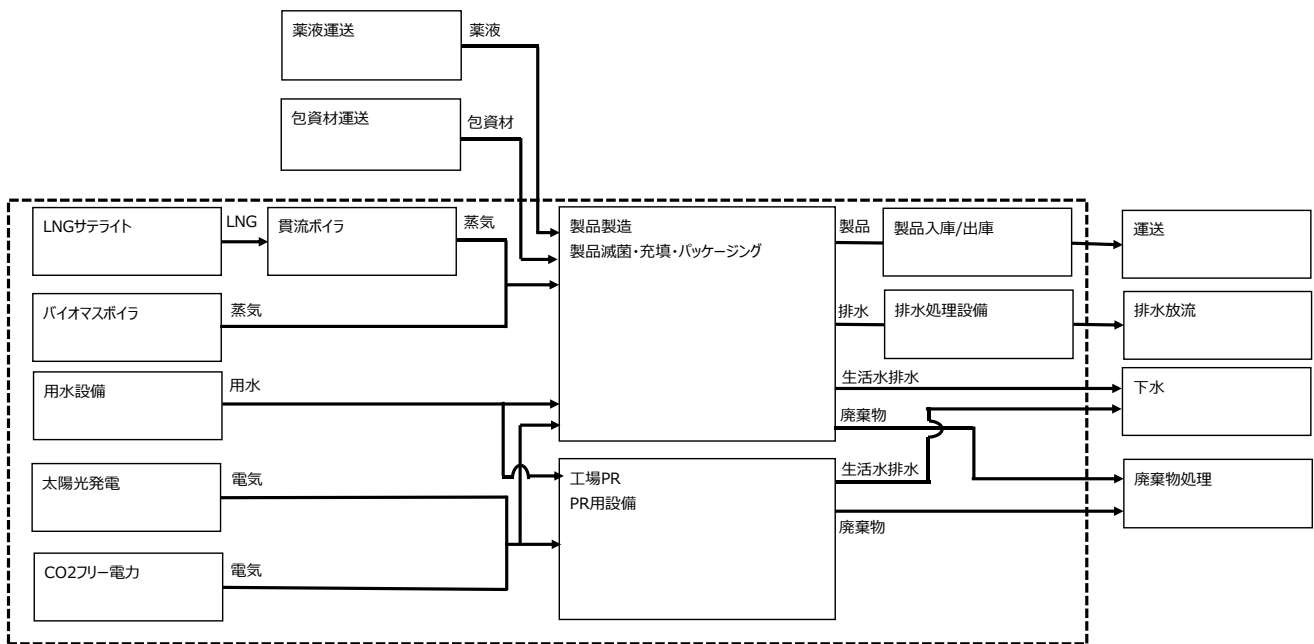 薬液運送
薬液
包資材運送
包資材
LNGサテライト
LNG
貫流ボイラ
蒸気
製品製造
製品滅菌・充填・パッケージング
製品
製品入庫/出庫
運送
バイオマスボイラ
蒸気
排水
排水処理設備
排水放流
用水設備
用水
生活水排水
下水
廃棄物
太陽光発電
電気
工場PR
PR用設備
生活水排水
廃棄物処理
廃棄物
CO2フリー電力
電気